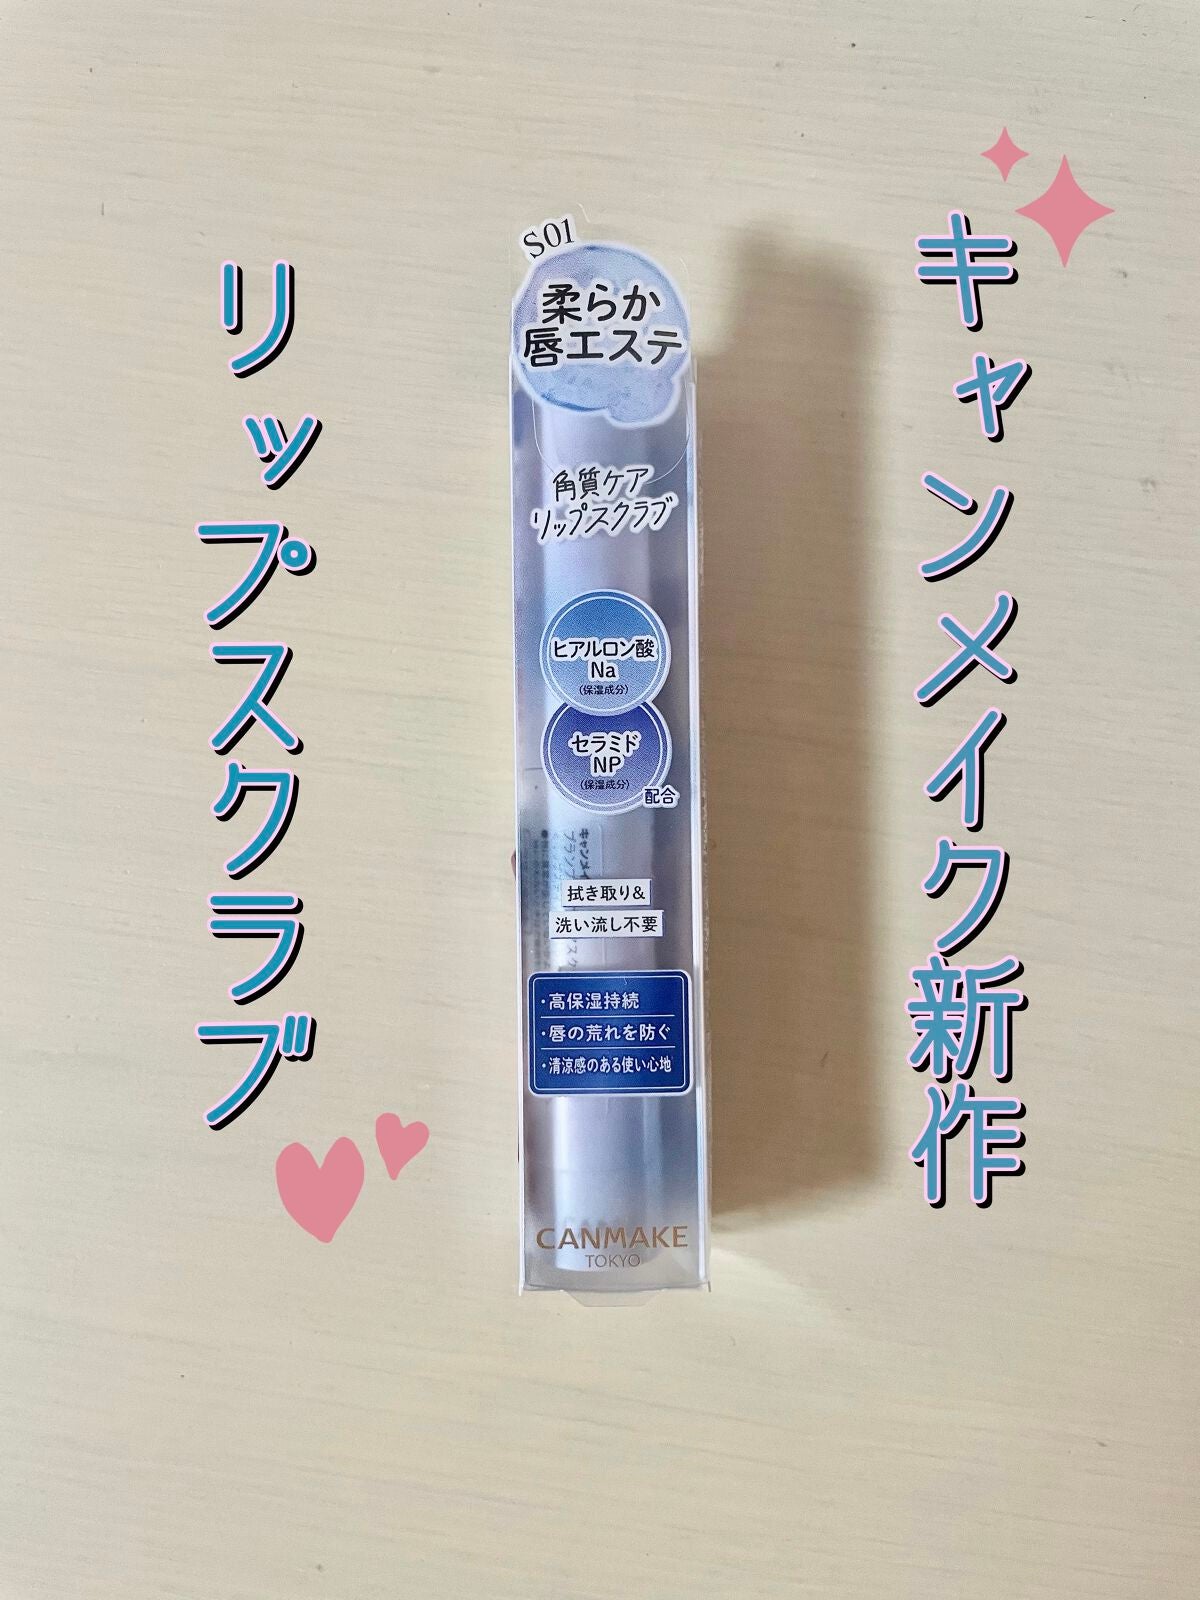 キャンメイク新作
リップスクラブ
S01
柔らか
唇エステ
角質ケア
リップスクラブ
ヒアルロン酸
Na
(保湿成分)
セラミド
NP
(保湿成分)
配合
拭き取り&
洗い流し不要
・高保湿持続
・唇の荒れを防ぐ
・清涼感のある使い心地
CANMAKE
TOKYO